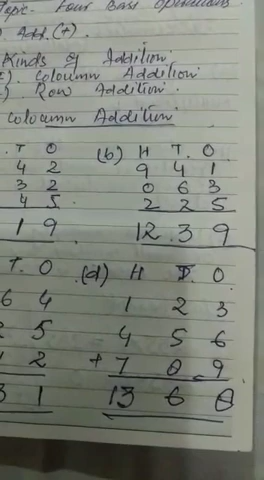 Topic- Four Basic Operations
Add. (+).
Kinds of Addition
Coloumn Addition
Row Addition.
Coloumn Addition
T O (b) H T. O
4 2 9 4 1
3 2 0 6 3
4 5 2 2 5
1 9 12 3 9
T. O (d) H T. O
6 4 1 2 3
5 4 5 6
2 + 7 0 9
3 1 13 6